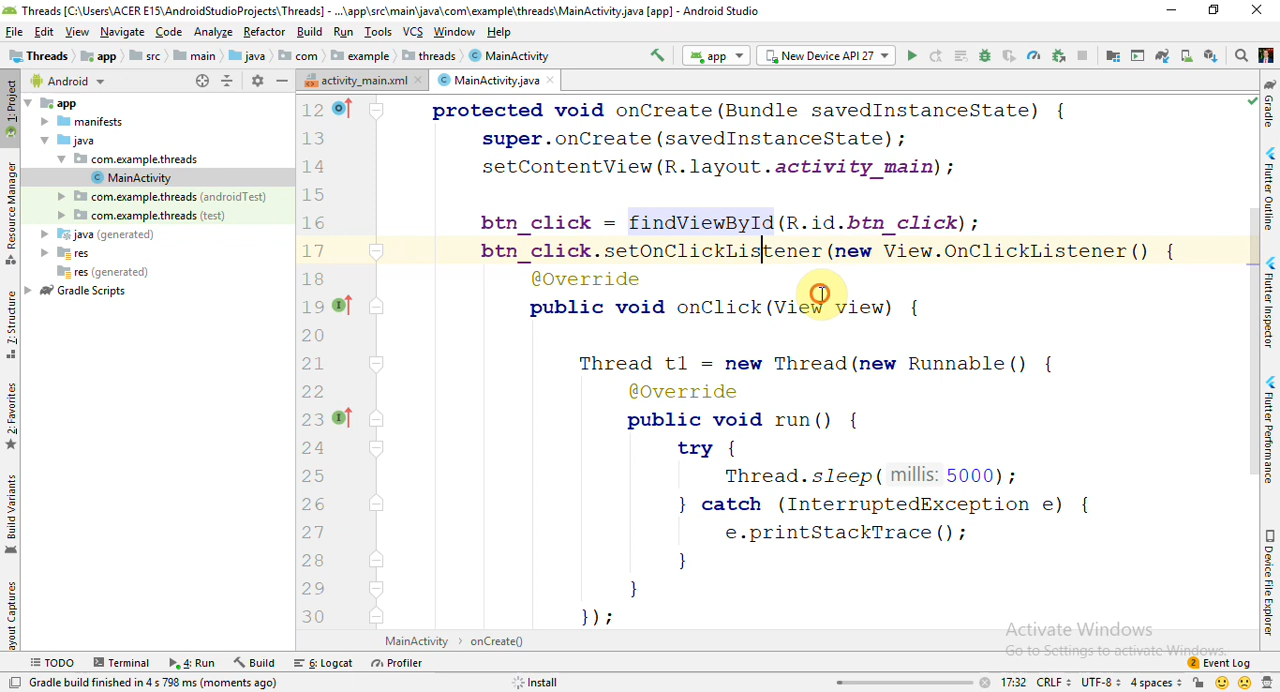 Threads [C:\Users\ACER E15\AndroidStudioProjects\Threads] - ...\app\src\main\java\com\example\threads\MainActivity.java [app] - Android Studio
File Edit View Navigate Code Analyze Refactor Build Run Tools VCS Window Help
Threads app src main java com example threads MainActivity app New Device API 27
1: Project
Resource Manager
Z: Structure
2: Favorites
Build Variants
ayout Captures
Android
app
manifests
java
com.example.threads
MainActivity
com.example.threads (androidTest)
com.example.threads (test)
java (generated)
res
res (generated)
Gradle Scripts
activity_main.xml MainActivity.java
12 protected void onCreate(Bundle savedInstanceState) {
13 super.onCreate(savedInstanceState);
14 setContentView(R.layout.activity_main);
15
16 btn_click = findViewById(R.id.btn_click);
17 btn_click.setOnClickListener(new View.OnClickListener() {
18 @Override
19 public void onClick(View view) {
20
21 Thread t1 = new Thread(new Runnable() {
22 @Override
23 public void run() {
24 try {
25 Thread.sleep( millis: 5000);
26 } catch (InterruptedException e) {
27 e.printStackTrace();
28 }
29 }
30 });
MainActivity › onCreate()
Gradle
Flutter Outline
Flutter Inspector
Flutter Performance
Device File Explorer
Activate Windows
Go to Settings to activate Windows.
TODO Terminal 4: Run Build 6: Logcat Profiler 2 Event Log
Gradle build finished in 4 s 798 ms (moments ago) Install 17:32 CRLF UTF-8 4 spaces